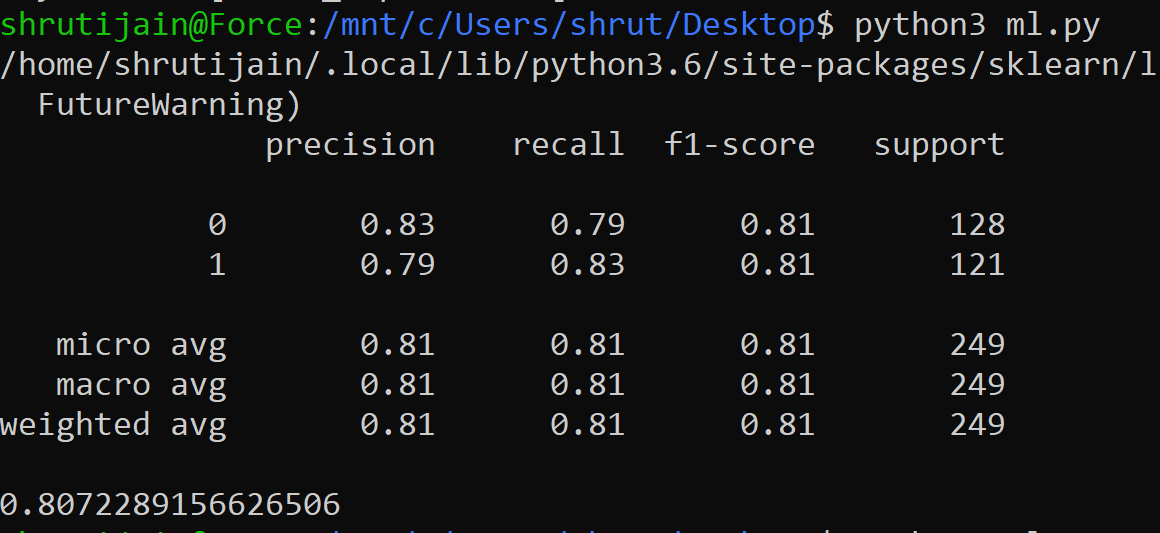 shrutijain@Force:/mnt/c/Users/shrut/Desktop$ python3 ml.py
/home/shrutijain/.local/lib/python3.6/site-packages/sklearn/l
FutureWarning)
precision recall f1-score support
0 0.83 0.79 0.81 128
1 0.79 0.83 0.81 121
micro avg 0.81 0.81 0.81 249
macro avg 0.81 0.81 0.81 249
weighted avg 0.81 0.81 0.81 249
0.8072289156626506